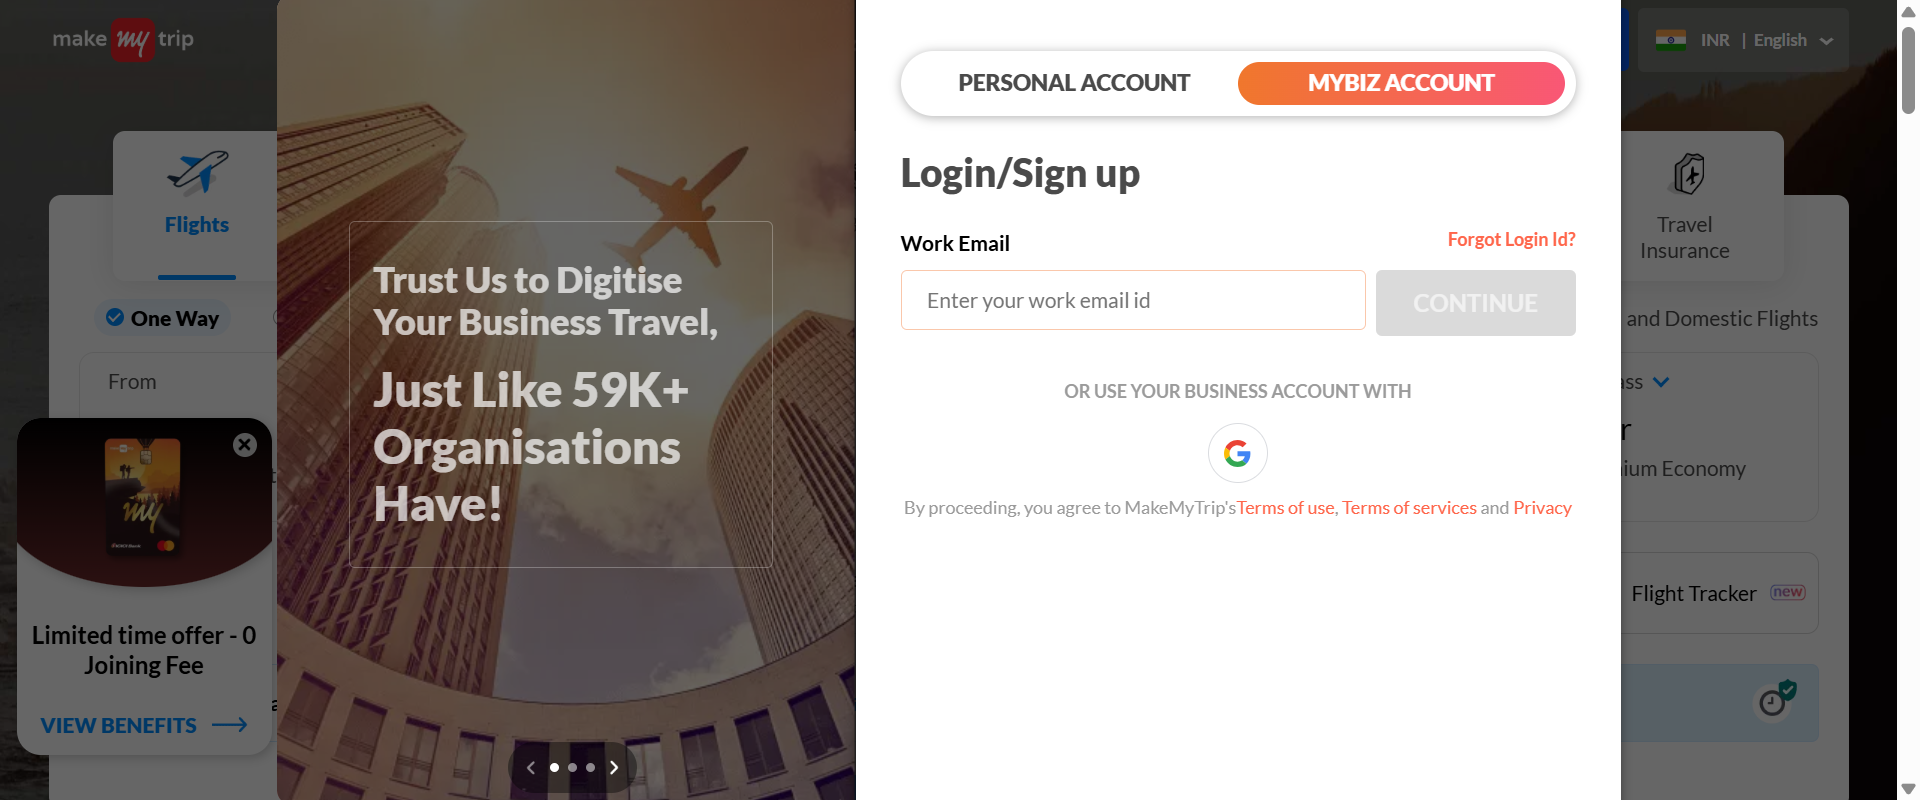 make my trip
INR | English
Flights
Travel
Insurance
One Way
and Domestic Flights
From
my
Limited time offer - 0
Joining Fee
VIEW BENEFITS
Trust Us to Digitise
Your Business Travel,
Just Like 59K+
Organisations
Have!
PERSONAL ACCOUNT
MYBIZ ACCOUNT
Login/Sign up
Work Email
Forgot Login Id?
Enter your work email id
CONTINUE
OR USE YOUR BUSINESS ACCOUNT WITH
By proceeding, you agree to MakeMyTrip'sTerms of use, Terms of services and Privacy
Economy
Flight Tracker new